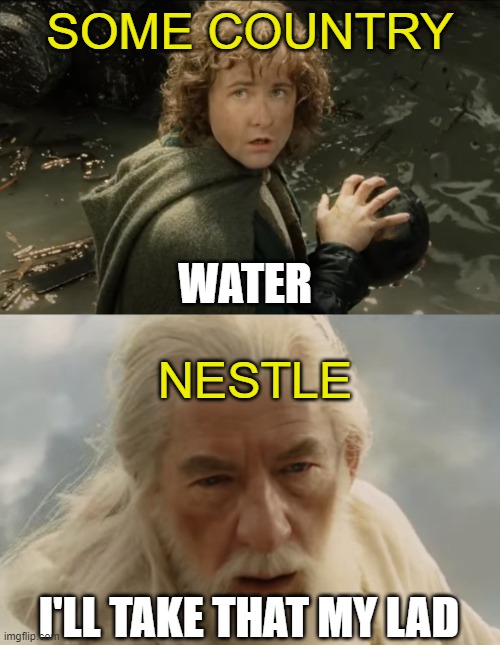 SOME COUNTRY
WATER
NESTLE
I'LL TAKE THAT MY LAD
imgflip.com